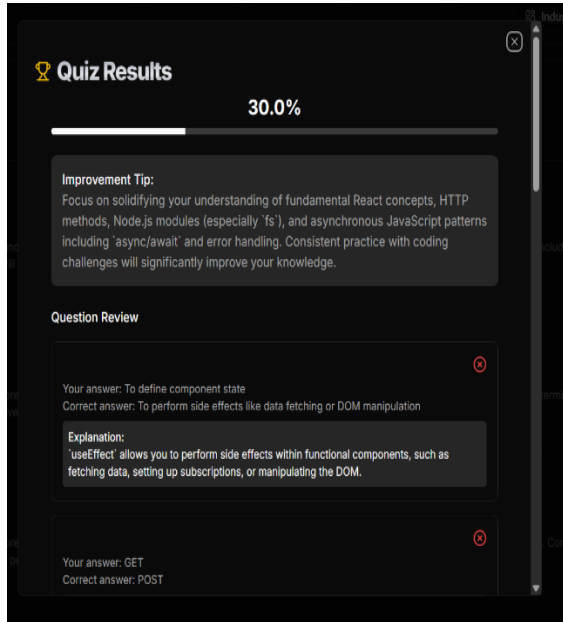 Indus
Quiz Results
30.0%
Improvement Tip:
Focus on solidifying your understanding of fundamental React concepts, HTTP
methods, Node.js modules (especially `fs`), and asynchronous JavaScript patterns
including `async/await` and error handling. Consistent practice with coding
challenges will significantly improve your knowledge.
Question Review
Your answer: To define component state
Correct answer: To perform side effects like data fetching or DOM manipulation
Explanation:
`useEffect` allows you to perform side effects within functional components, such as
fetching data, setting up subscriptions, or manipulating the DOM.
Your answer: GET
Correct answer: POST